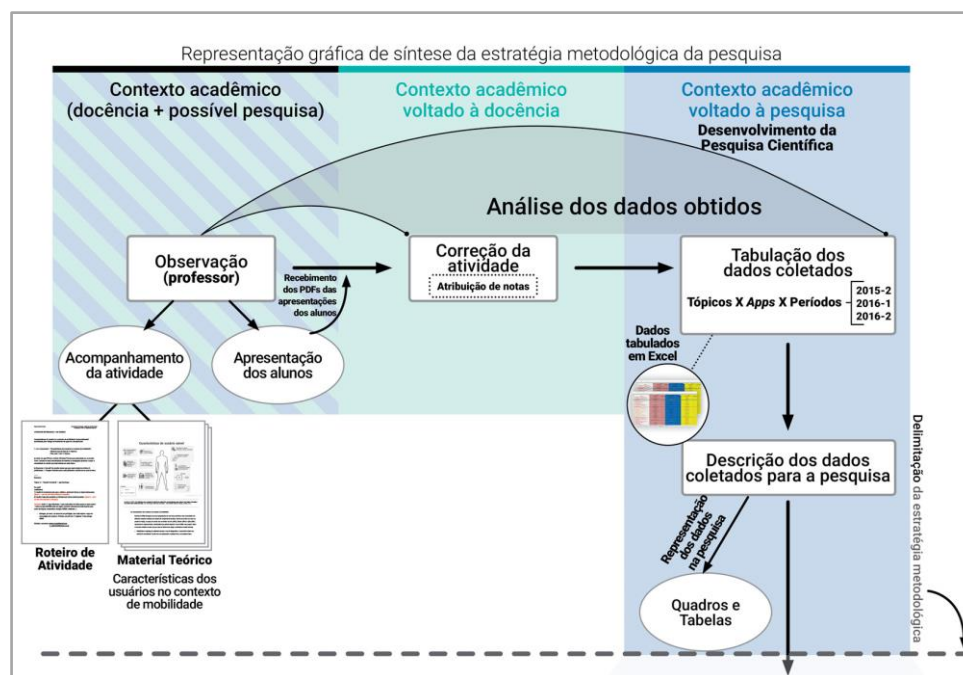 Representação gráfica de síntese da estratégia metodológica da pesquisa
Contexto acadêmico
(docência + possível pesquisa)
Contexto acadêmico
voltado à docência
Contexto acadêmico
voltado à pesquisa
Desenvolvimento da
Pesquisa Científica
Análise dos dados obtidos
Observação
(professor)
Recebimento
dos PDFs das
apresentações
dos alunos
Correção da
atividade
Atribuição de notas
Tabulação dos
dados coletados
Tópicos X Apps X Períodos
2015-2
2016-1
2016-2
Acompanhamento
da atividade
Apresentação
dos alunos
Dados
tabulados
em Excel
Características do usuário móvel
Descrição dos dados
coletados para a pesquisa
Representação
dos dados
na pesquisa
Quadros e
Tabelas
Roteiro de
Atividade
Material Teórico
Características dos
usuários no contexto
de mobilidade
Delimitação da estratégia metodológica